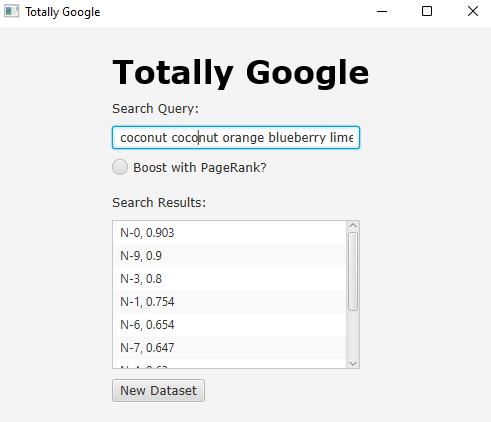 Totally Google
Totally Google
Search Query:
coconut coconut orange blueberry lime
Boost with PageRank?
Search Results:
N-0, 0.903
N-9, 0.9
N-3, 0.8
N-1, 0.754
N-6, 0.654
N-7, 0.647
New Dataset